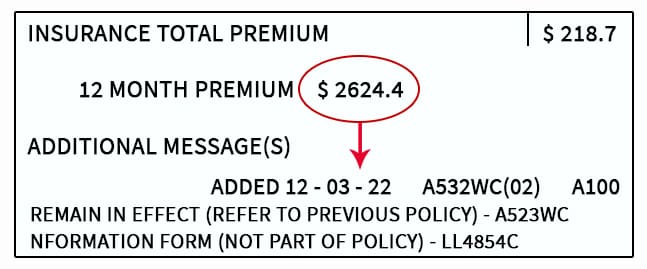 INSURANCE TOTAL PREMIUM $ 218.7
12 MONTH PREMIUM $ 2624.4
ADDITIONAL MESSAGE(S)
ADDED 12 - 03 - 22 A532WC(02) A100
REMAIN IN EFFECT (REFER TO PREVIOUS POLICY) - A523WC
NFORMATION FORM (NOT PART OF POLICY) - LL4854C